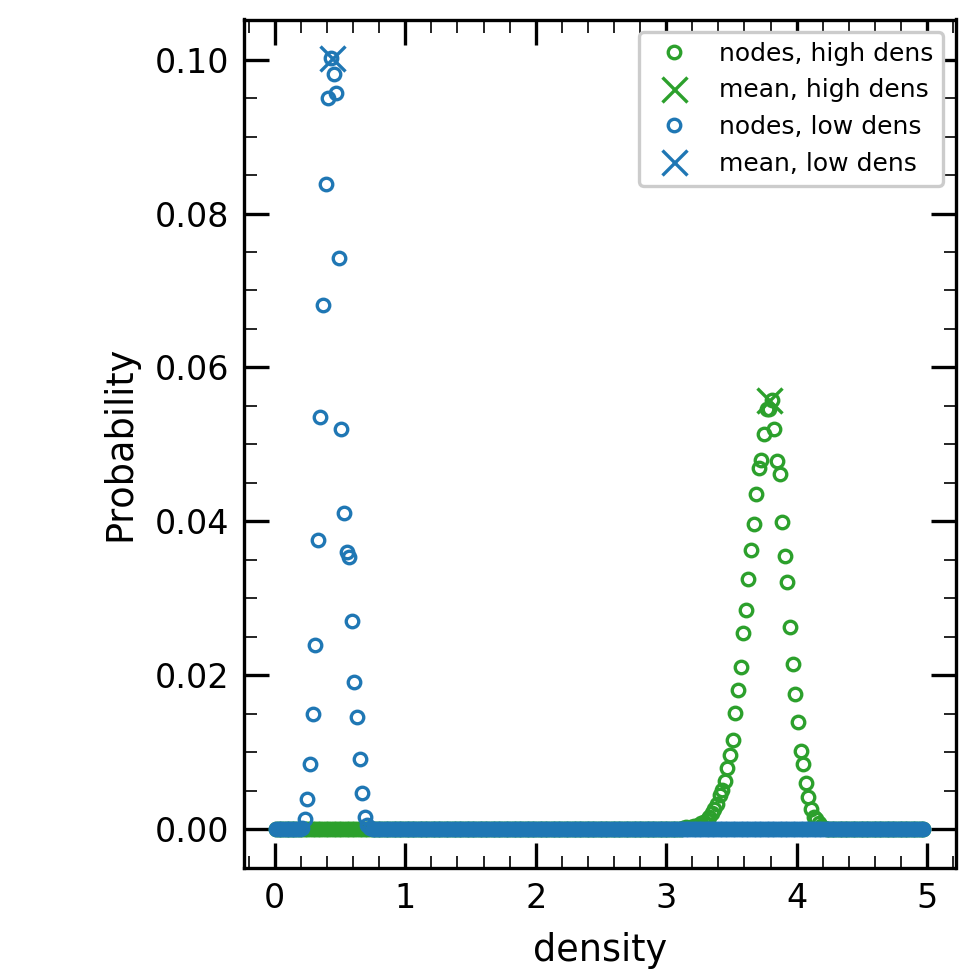 0.10
0.08
0.06
0.04
0.02
0.00
Probability
nodes, high dens
mean, high dens
nodes, low dens
mean, low dens
0 1 2 3 4 5
density